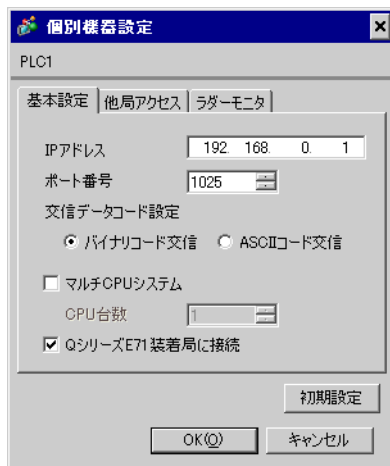 個別機器設定
PLC1
基本設定 他局アクセス ラダーモニタ
IPアドレス 192. 168. 0. 1
ポート番号 1025
交信データコード設定
バイナリコード交信 ASCIIコード交信
マルチCPUシステム
CPU台数 1
QシリーズE71装着局に接続
初期設定
OK(O) キャンセル